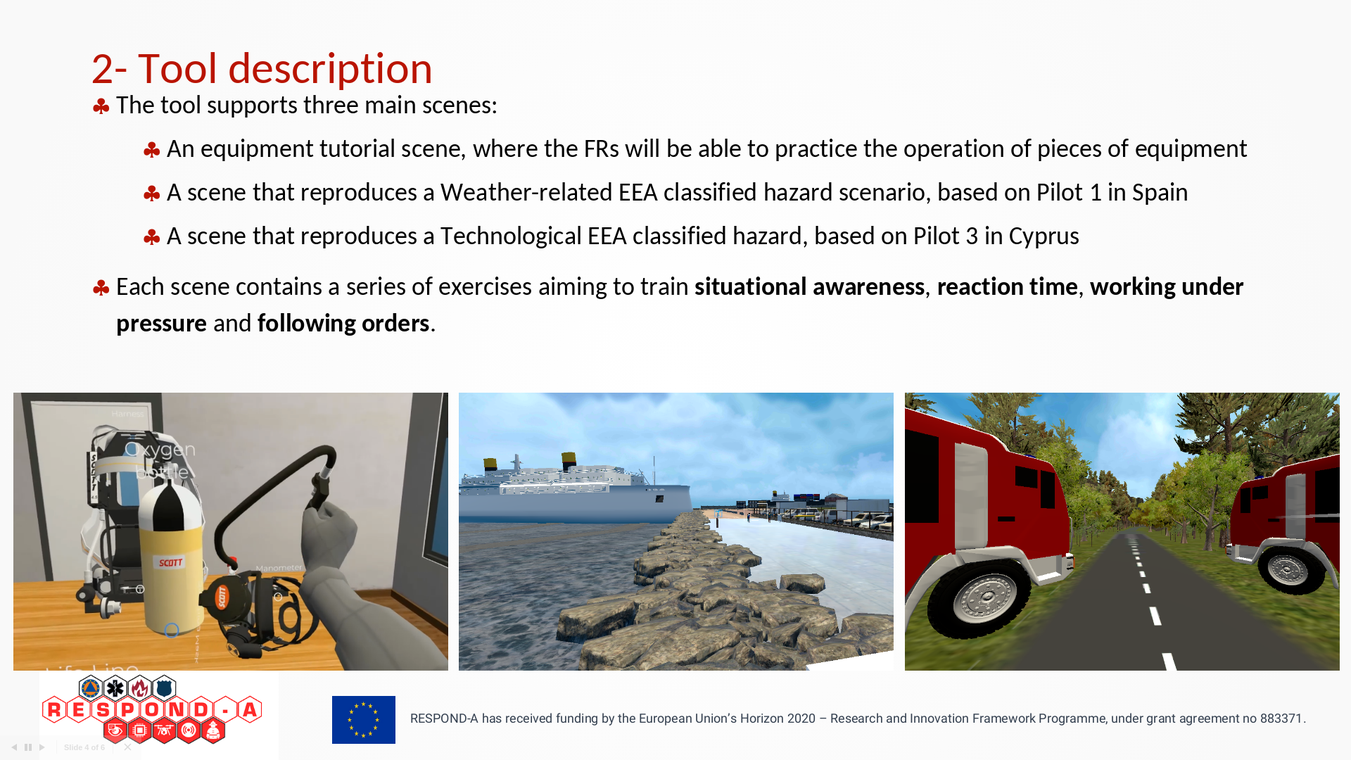 2- Tool description
♣ The tool supports three main scenes:
♣ An equipment tutorial scene, where the FRs will be able to practice the operation of pieces of equipment
♣ A scene that reproduces a Weather-related EEA classified hazard scenario, based on Pilot 1 in Spain
♣ A scene that reproduces a Technological EEA classified hazard, based on Pilot 3 in Cyprus
♣ Each scene contains a series of exercises aiming to train situational awareness, reaction time, working under
pressure and following orders.
Harness
Oxygen
bottle
SCOTT
SCOTT
SCOTT
Manometer
Life Line
RESPOND-A
RESPOND-A has received funding by the European Union's Horizon 2020 – Research and Innovation Framework Programme, under grant agreement no 883371.
Slide 4 of 6